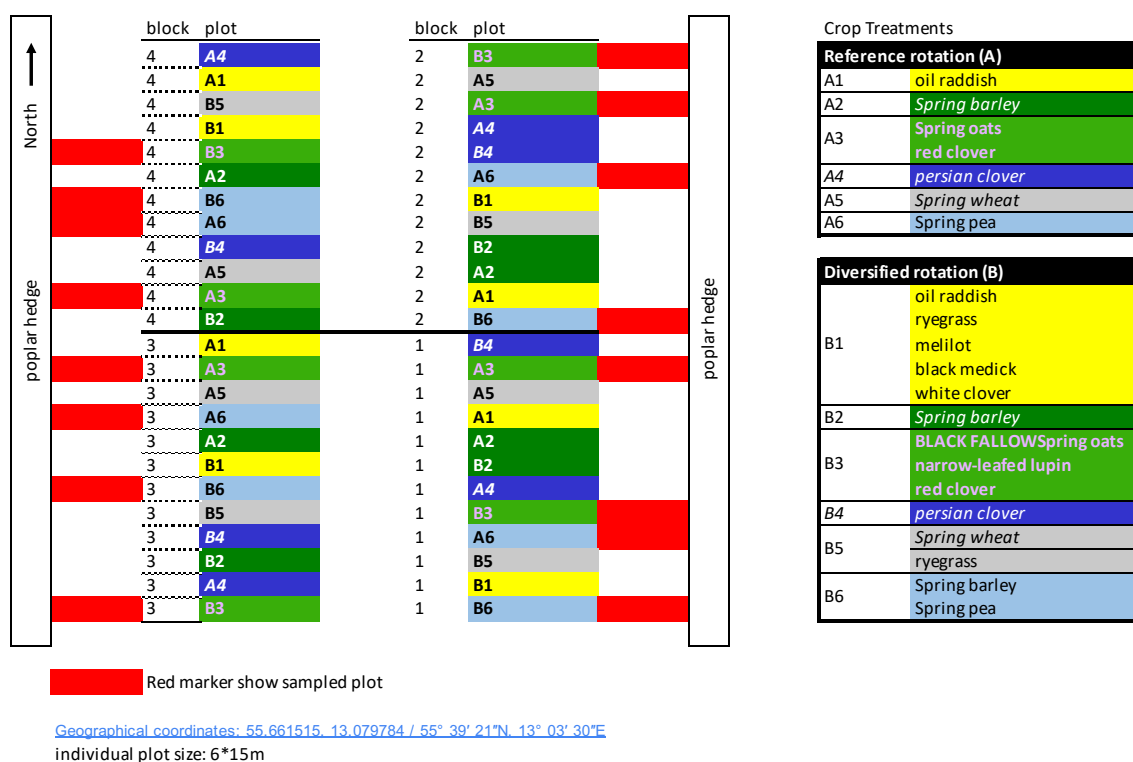 block plot
4 A4
4 A1
4 B5
4 B1
4 B3
4 A2
4 B6
4 A6
4 B4
4 A5
4 A3
4 B2
3 A1
3 A3
3 A5
3 A6
3 A2
3 B1
3 B6
3 B5
3 B4
3 B2
3 A4
3 B3
North
poplar hedge
block plot
2 B3
2 A5
2 A3
2 A4
2 B4
2 A6
2 B1
2 B5
2 B2
2 A2
2 A1
2 B6
1 B4
1 A3
1 A5
1 A1
1 A2
1 B2
1 A4
1 B3
1 A6
1 B5
1 B1
1 B6
poplar hedge
Crop Treatments
Reference rotation (A)
A1 oil raddish
A2 Spring barley
A3 Spring oats
red clover
A4 persian clover
A5 Spring wheat
A6 Spring pea
Diversified rotation (B)
B1 oil raddish
ryegrass
melilot
black medick
white clover
B2 Spring barley
B3 BLACK FALLOWSpring oats
narrow-leafed lupin
red clover
B4 persian clover
B5 Spring wheat
ryegrass
B6 Spring barley
Spring pea
Red marker show sampled plot
Geographical coordinates: 55.661515, 13.079784 / 55° 39′ 21″N, 13° 03′ 30″E
individual plot size: 6*15m